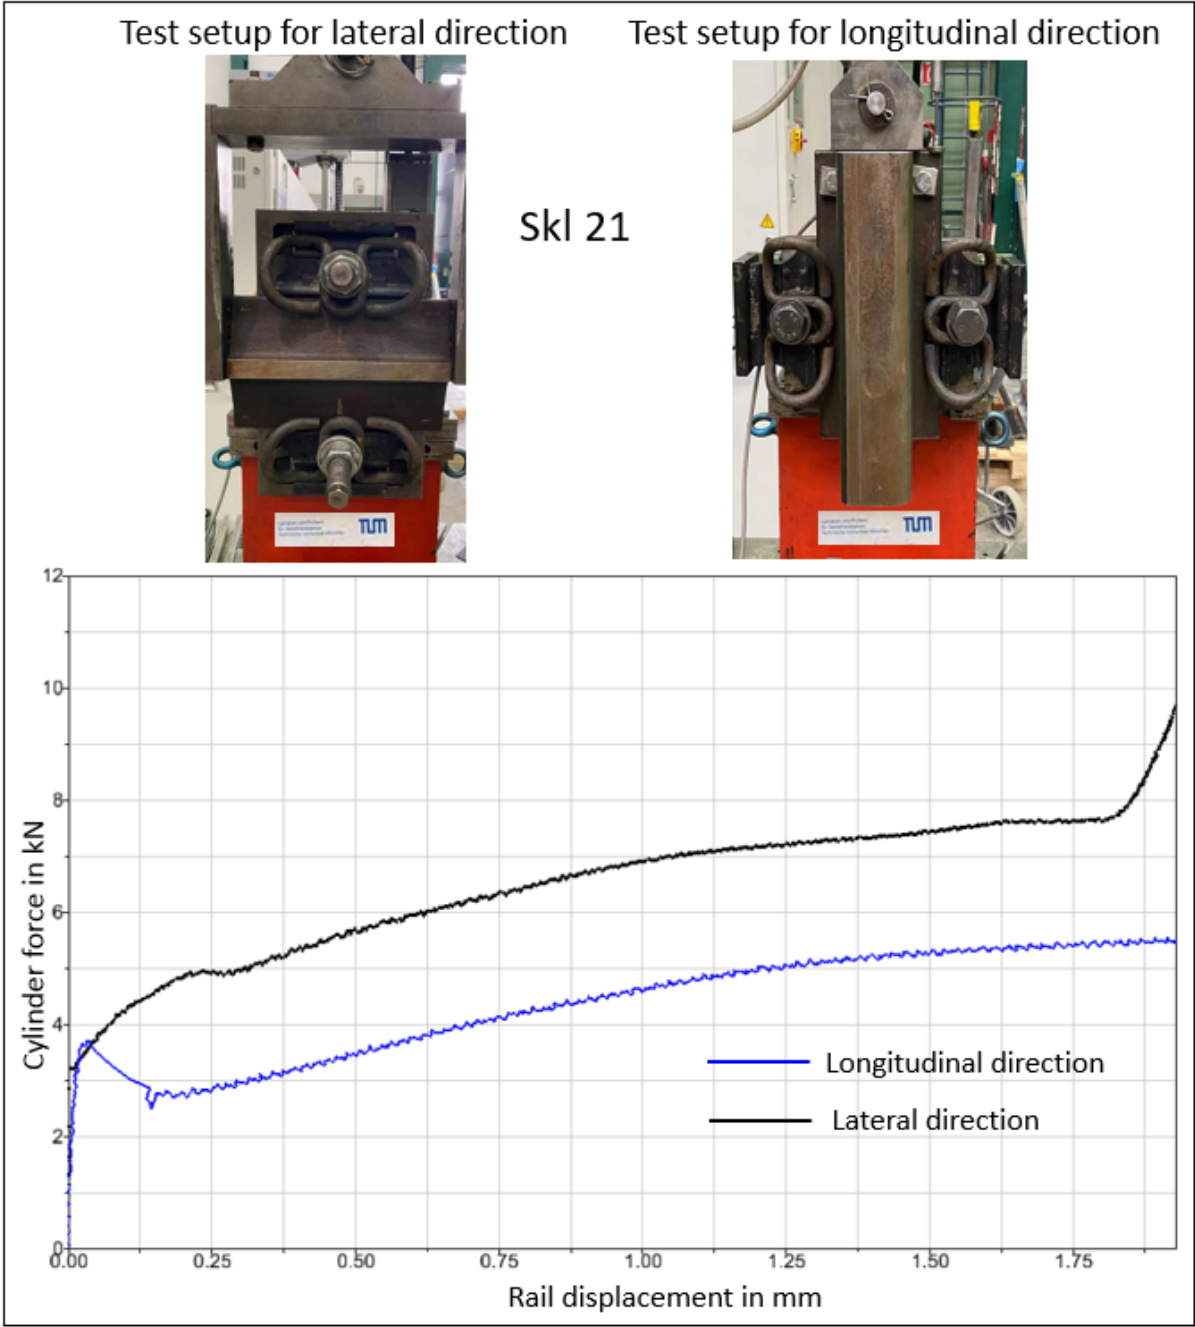 Test setup for lateral direction
Test setup for longitudinal direction
Skl 21
TUM
TUM
12
10
8
6
4
2
0
Cylinder force in kN
Longitudinal direction
Lateral direction
0.00
0.25
0.50
0.75
1.00
1.25
1.50
1.75
Rail displacement in mm